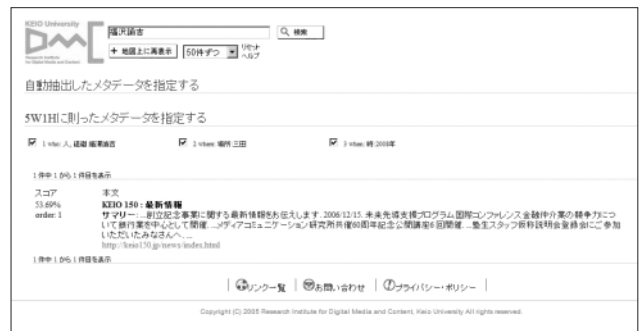 KEIO University
DMC
Research Institute
for Digital Media and Content
福沢諭吉
検索
+ 地図上に再表示
50件ずつ
リセット
ヘルプ
自動抽出したメタデータを指定する
5W1Hに則ったメタデータを指定する
1 who: 人, 組織 福澤諭吉
2 where: 場所 三田
3 when: 時 2008年
1 件中 1 から 1 件目を表示
スコア 本文
53.69% KEIO 150 : 最新情報
order: 1 サマリー: ...創立記念事業に関する最新情報をお伝えします. 2006/12/15. 未来先導支援プログラム 国際コンファレンス 金融仲介業の競争力につ
いて銀行業を中心として開催. ...メディアコミュニケーション研究所共催60周年記念公開講座6回開催. ...塾生スタッフ仮称説明会登録会にご参加
いただいたみなさんへ. ...
http://keio150.jp/news/index.html
1 件中 1 から 1 件目を表示
リンク一覧 | お問い合わせ | プライバシー・ポリシー
Copyright (C) 2005 Research Institute for Digital Media and Content, Keio University All rights reserved.